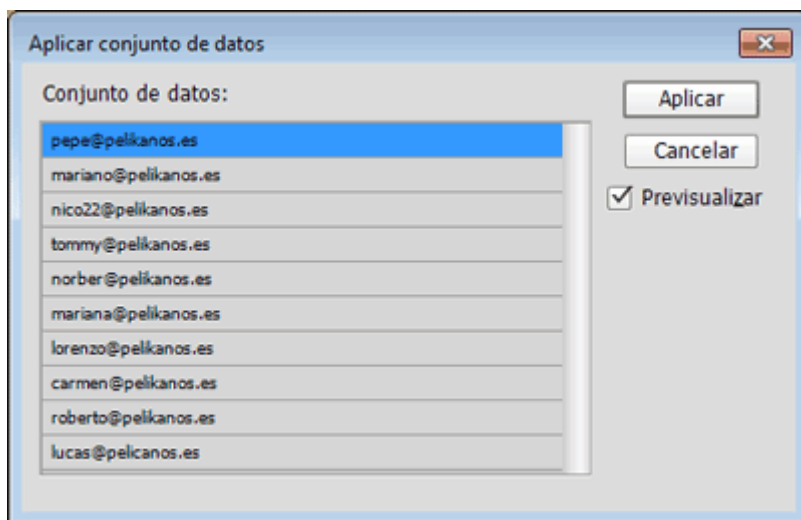 Aplicar conjunto de datos
Conjunto de datos:
Aplicar
pepe@pelikanos.es
Cancelar
mariano@pelikanos.es
Previsualizar
nico22@pelikanos.es
tommy@pelikanos.es
norber@pelikanos.es
mariana@pelikanos.es
lorenzo@pelikanos.es
carmen@pelikanos.es
roberto@pelikanos.es
lucas@pelicanos.es